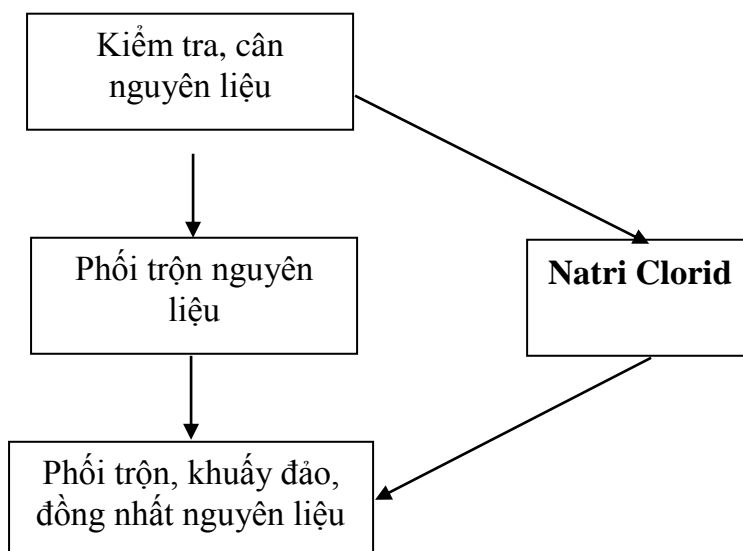 Kiểm tra, cân
nguyên liệu
Phối trộn nguyên
liệu
Natri Clorid
Phối trộn, khuấy đảo,
đồng nhất nguyên liệu